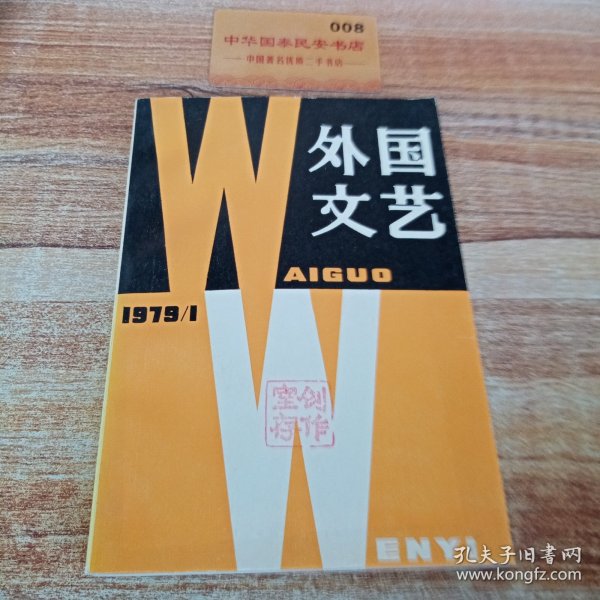 008
中华国泰民安书店
中国著名优质二手书店
外国
文艺
W
AIGUO
1979/1
W
ENYI
创作
室存
孔夫子旧书网
www.kongfz.com